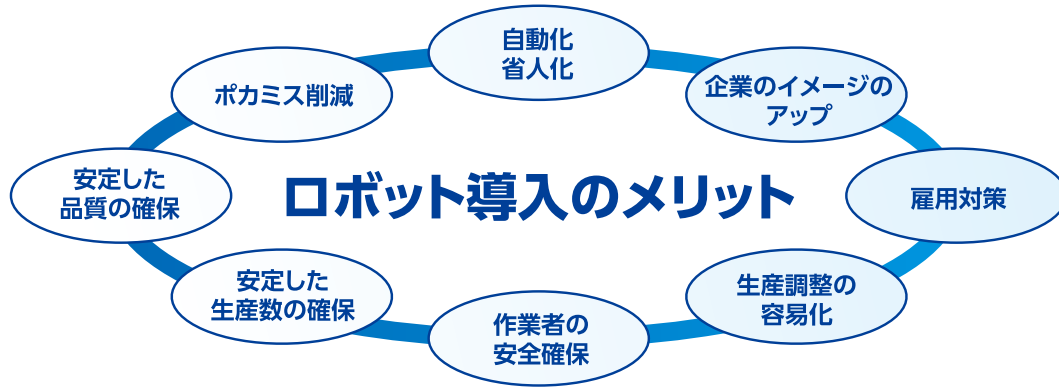 自動化
省人化
ポカミス削減
企業のイメージの
アップ
安定した
品質の確保
ロボット導入のメリット
雇用対策
安定した
生産数の確保
生産調整の
容易化
作業者の
安全確保